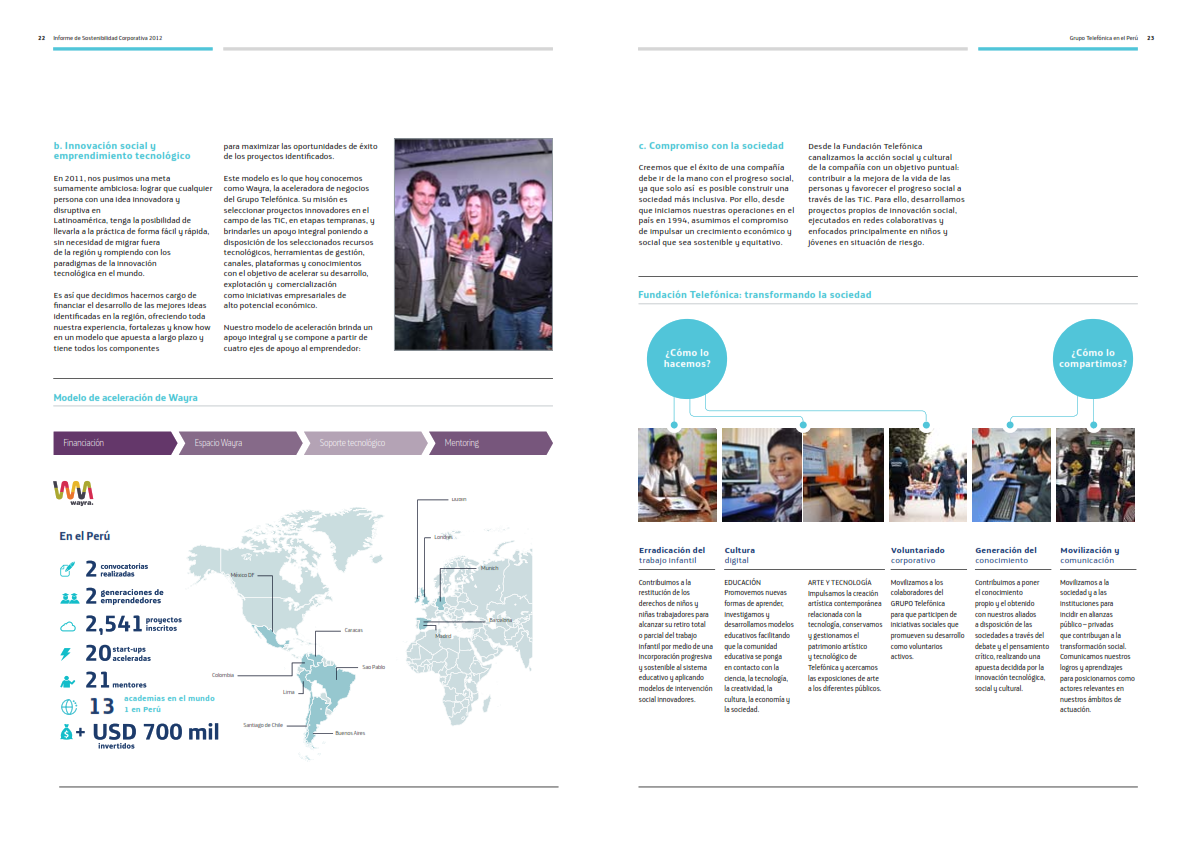 22 Informe de Sostenibilidad Corporativa 2012
b. Innovación social y
emprendimiento tecnológico
En 2011, nos pusimos una meta
sumamente ambiciosa: lograr que cualquier
persona con una idea innovadora y
disruptiva en
Latinoamérica, tenga la posibilidad de
llevarla a la práctica de forma fácil y rápida,
sin necesidad de migrar fuera
de la región y rompiendo con los
paradigmas de la innovación
tecnológica en el mundo.
Es así que decidimos hacernos cargo de
financiar el desarrollo de las mejores ideas
identificadas en la región, ofreciendo toda
nuestra experiencia, fortalezas y know how
en un modelo que apuesta a largo plazo y
tiene todos los componentes
para maximizar las oportunidades de éxito
de los proyectos identificados.
Este modelo es lo que hoy conocemos
como Wayra, la aceleradora de negocios
del Grupo Telefónica. Su misión es
seleccionar proyectos innovadores en el
campo de las TIC, en etapas tempranas, y
brindarles un apoyo integral poniendo a
disposición de los seleccionados recursos
tecnológicos, herramientas de gestión,
canales, plataformas y conocimientos
con el objetivo de acelerar su desarrollo,
explotación y comercialización
como iniciativas empresariales de
alto potencial económico.
Nuestro modelo de aceleración brinda un
apoyo integral y se compone a partir de
cuatro ejes de apoyo al emprendedor:
Modelo de aceleración de Wayra
Financiación
Espacio Wayra
Soporte tecnológico
Mentoring
wayra.
En el Perú
2 convocatorias
realizadas
2 generaciones de
emprendedores
2,541 proyectos
inscritos
20 start-ups
aceleradas
21 mentores
13 academias en el mundo
1 en Perú
+ USD 700 mil
invertidos
Londres
Munich
México DF
Barcelona
Madrid
Caracas
Sao Pablo
Colombia
Lima
Santiago de Chile
Buenos Aires
Grupo Telefónica en el Perú 23
c. Compromiso con la sociedad
Creemos que el éxito de una compañía
debe ir de la mano con el progreso social,
ya que solo así es posible construir una
sociedad más inclusiva. Por ello, desde
que iniciamos nuestras operaciones en el
país en 1994, asumimos el compromiso
de impulsar un crecimiento económico y
social que sea sostenible y equitativo.
Desde la Fundación Telefónica
canalizamos la acción social y cultural
de la compañía con un objetivo puntual:
contribuir a la mejora de la vida de las
personas y favorecer el progreso social a
través de las TIC. Para ello, desarrollamos
proyectos propios de innovación social,
ejecutados en redes colaborativas y
enfocados principalmente en niños y
jóvenes en situación de riesgo.
Fundación Telefónica: transformando la sociedad
¿Cómo lo
hacemos?
¿Cómo lo
compartimos?
Erradicación del
trabajo infantil
Contribuimos a la
restitución de los
derechos de niños y
niñas trabajadores para
alcanzar su retiro total
o parcial del trabajo
infantil por medio de una
incorporación progresiva
y sostenible al sistema
educativo y aplicando
modelos de intervención
social innovadores.
Cultura
digital
EDUCACIÓN
Promovemos nuevas
formas de aprender,
investigamos y
desarrollamos modelos
educativos facilitando
que la comunidad
educativa se ponga
en contacto con la
ciencia, la tecnología,
la creatividad, la
cultura, la economía y
la sociedad.
ARTE Y TECNOLOGÍA
Impulsamos la creación
artística contemporánea
relacionada con la
tecnología, conservamos
y gestionamos el
patrimonio artístico
y tecnológico de
Telefónica y acercamos
las exposiciones de arte
a los diferentes públicos.
Voluntariado
corporativo
Movilizamos a los
colaboradores del
GRUPO Telefónica
para que participen de
iniciativas sociales que
promueven su desarrollo
como voluntarios
activos.
Generación del
conocimiento
Contribuimos a poner
el conocimiento
propio y el obtenido
con nuestros aliados
a disposición de las
sociedades a través del
debate y el pensamiento
crítico, realizando una
apuesta decidida por la
innovación tecnológica,
social y cultural.
Movilización y
comunicación
Movilizamos a la
sociedad y a las
instituciones para
incidir en alianzas
público – privadas
que contribuyan a la
transformación social.
Comunicamos nuestros
logros y aprendizajes
para posicionarnos como
actores relevantes en
nuestros ámbitos de
actuación.